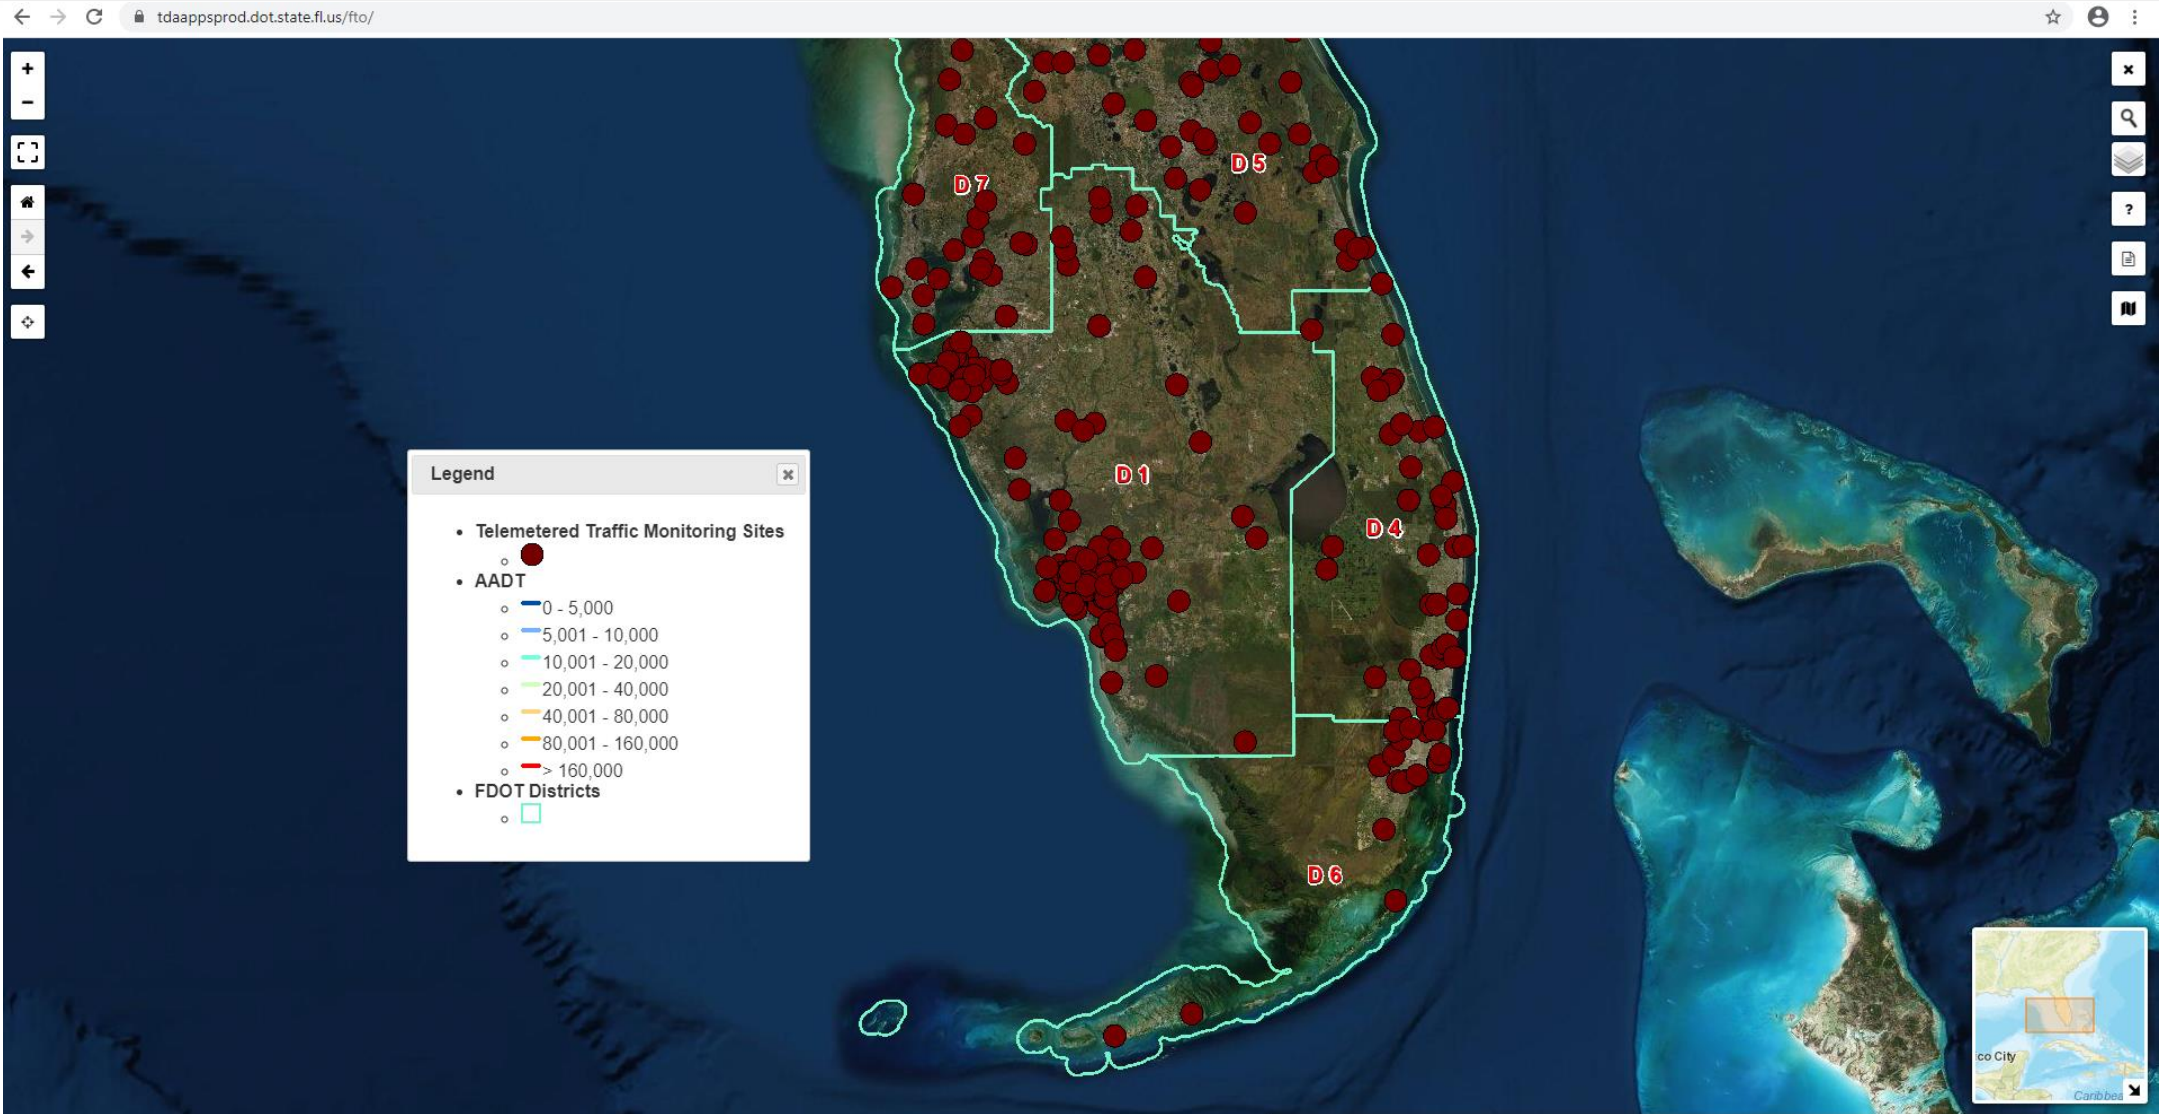 tdaappsprod.dot.state.fl.us/fto/
D 7
D 5
D 1
D 4
D 6
Legend
Telemetered Traffic Monitoring Sites
AADT
0 - 5,000
5,001 - 10,000
10,001 - 20,000
20,001 - 40,000
40,001 - 80,000
80,001 - 160,000
> 160,000
FDOT Districts
co City
Caribbea